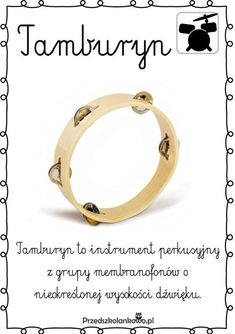 Tamburyn
Tamburyn to instrument perkusyjny
z grupy membranofonów o
nieokreślonej wysokości dźwięku.
Przedszkolankowo.pl